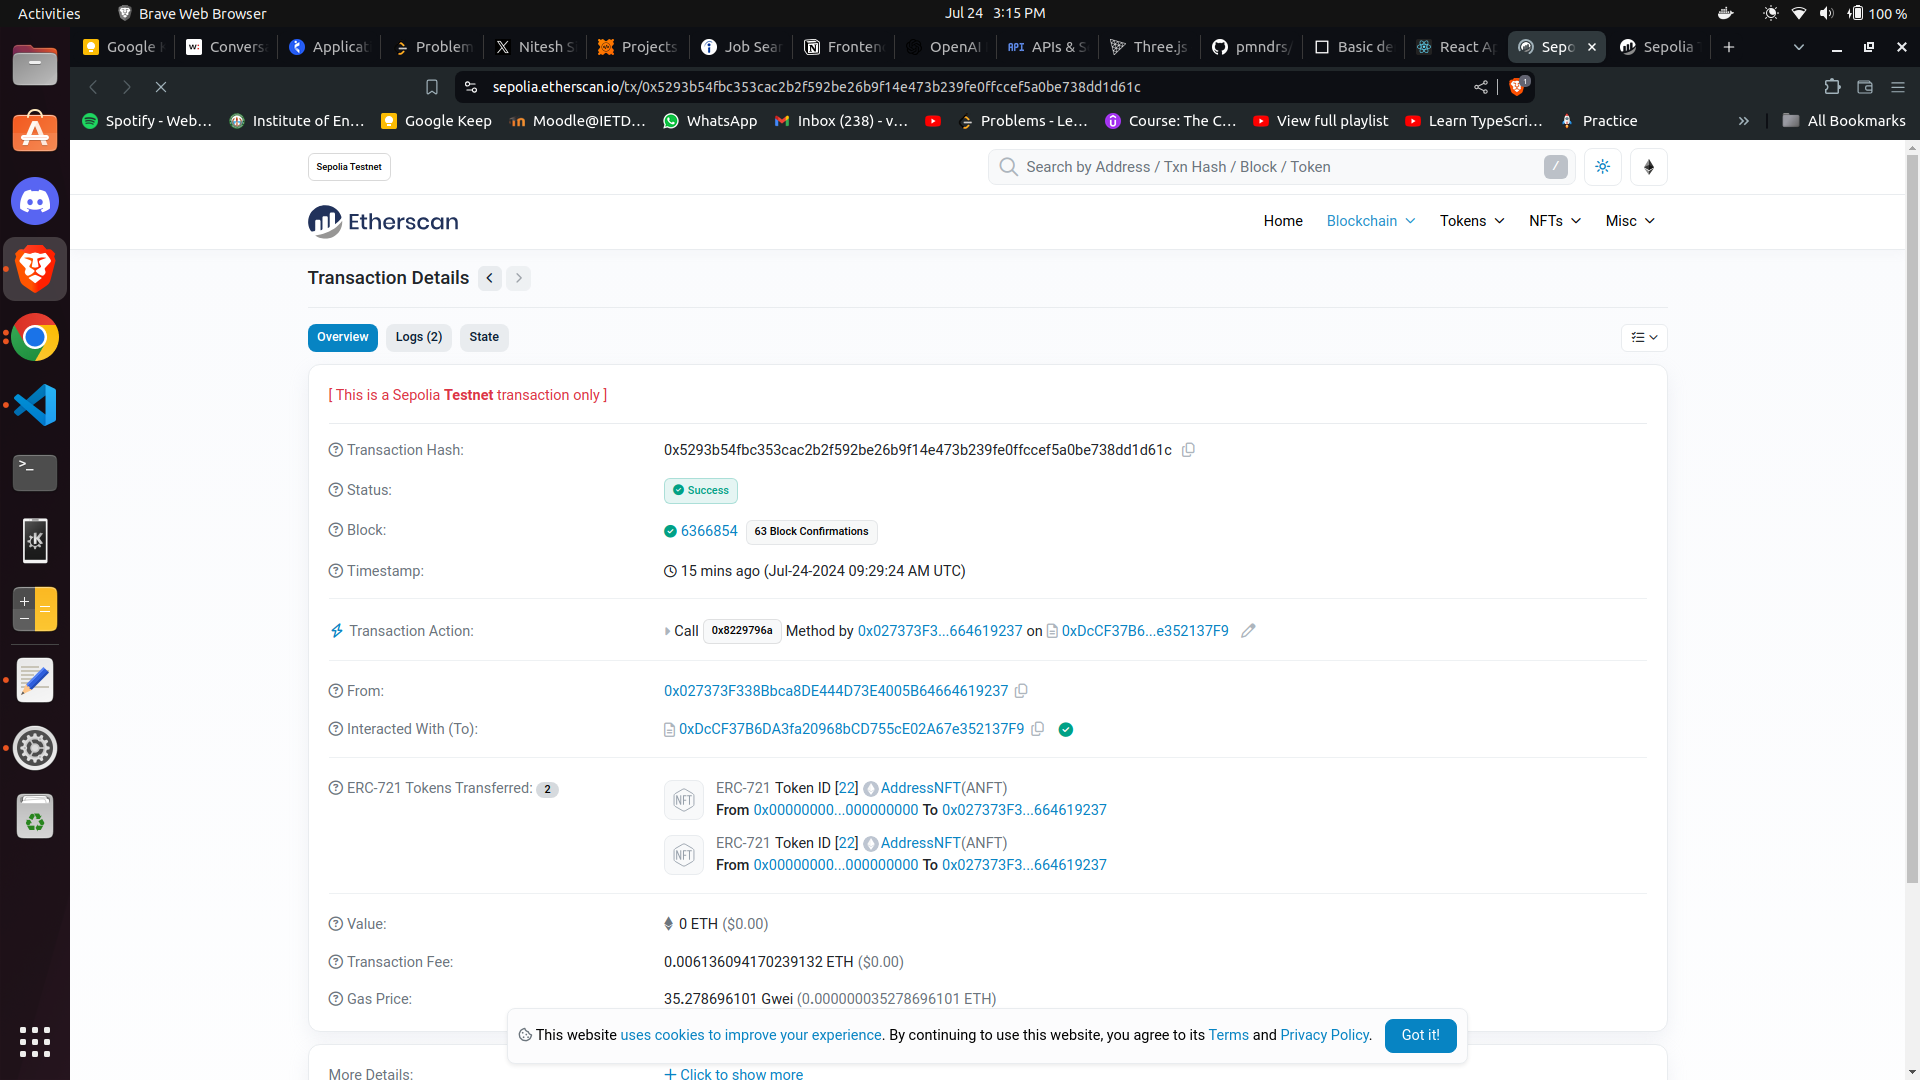 Activities
Brave Web Browser
Jul 24 3:15 PM
100 %
Google
Convers
Applicat
Problem
Nitesh S
Projects
Job Sear
Fronten
OpenAI
API APIs & S
Three.js
pmndrs/
Basic de
React Ap
Sepo
Sepolia T
sepolia.etherscan.io/tx/0x5293b54fbc353cac2b2f592be26b9f14e473b239fe0ffccef5a0be738dd1d61c
1
Spotify - Web...
Institute of En...
Google Keep
Moodle@IETD...
WhatsApp
Inbox (238) - v...
Problems - Le...
Course: The C...
View full playlist
Learn TypeScri...
Practice
All Bookmarks
Sepolia Testnet
Search by Address / Txn Hash / Block / Token
/
Etherscan
Home
Blockchain
Tokens
NFTs
Misc
Transaction Details
Overview
Logs (2)
State
[ This is a Sepolia Testnet transaction only ]
Transaction Hash:
0x5293b54fbc353cac2b2f592be26b9f14e473b239fe0ffccef5a0be738dd1d61c
Status:
Success
Block:
6366854
63 Block Confirmations
Timestamp:
15 mins ago (Jul-24-2024 09:29:24 AM UTC)
Transaction Action:
Call 0x8229796a Method by 0x027373F3...664619237 on 0xDcCF37B6...e352137F9
From:
0x027373F338Bbca8DE444D73E4005B64664619237
Interacted With (To):
0xDcCF37B6DA3fa20968bCD755cE02A67e352137F9
ERC-721 Tokens Transferred: 2
NFT
ERC-721 Token ID [22] AddressNFT(ANFT)
From 0x00000000...000000000 To 0x027373F3...664619237
NFT
ERC-721 Token ID [22] AddressNFT(ANFT)
From 0x00000000...000000000 To 0x027373F3...664619237
Value:
0 ETH ($0.00)
Transaction Fee:
0.006136094170239132 ETH ($0.00)
Gas Price:
35.278696101 Gwei (0.000000035278696101 ETH)
This website uses cookies to improve your experience. By continuing to use this website, you agree to its Terms and Privacy Policy.
Got it!
More Details:
Click to show more